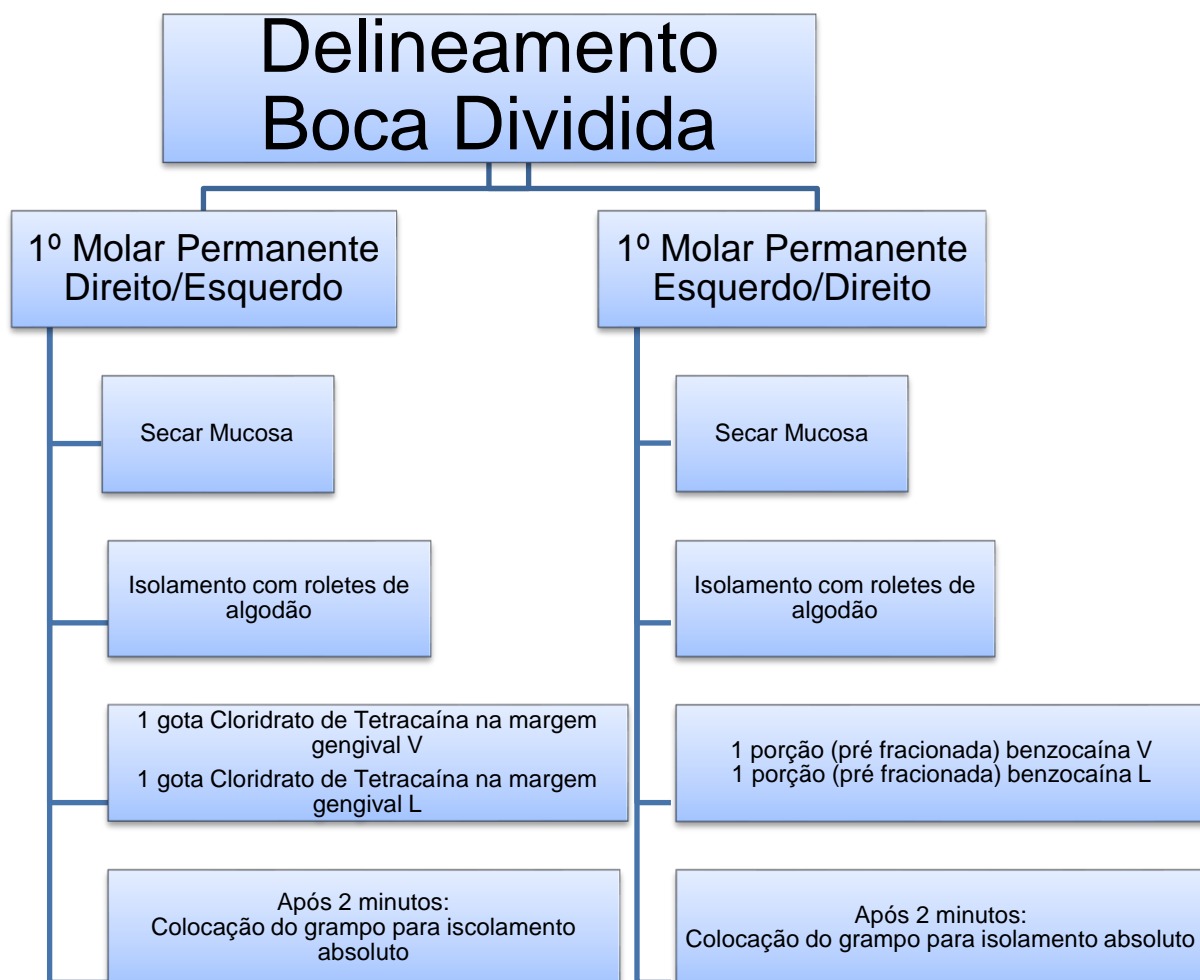 Delineamento
Boca Dividida
1º Molar Permanente
Direito/Esquerdo
1º Molar Permanente
Esquerdo/Direito
Secar Mucosa
Secar Mucosa
Isolamento com roletes de
algodão
Isolamento com roletes de
algodão
1 gota Cloridrato de Tetracaína na margem
gengival V
1 gota Cloridrato de Tetracaína na margem
gengival L
1 porção (pré fracionada) benzocaína V
1 porção (pré fracionada) benzocaína L
Após 2 minutos:
Colocação do grampo para iscolamento
absoluto
Após 2 minutos:
Colocação do grampo para isolamento absoluto